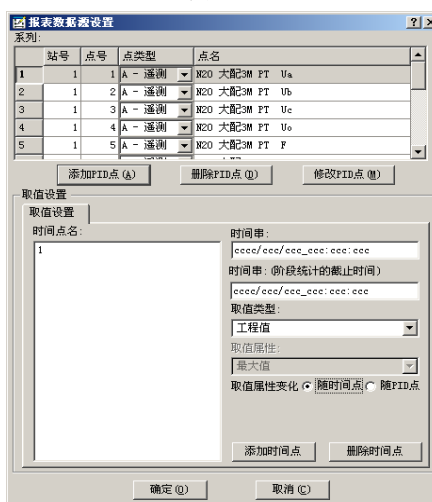 报表数据源设置
系列:
站号 点号 点类型 点名
1 1 1 A - 遥测 N20 大配3M PT Ua
2 1 2 A - 遥测 N20 大配3M PT Ub
3 1 3 A - 遥测 N20 大配3M PT Uc
4 1 4 A - 遥测 N20 大配3M PT Uo
5 1 5 A - 遥测 N20 大配3M PT F
添加PID点(A) 删除PID点(D) 修改PID点(M)
取值设置
取值设置
时间点名:
1
时间串:
cccc/ccc/ccc_ccc:ccc:ccc
时间串:(阶段统计的截止时间)
cccc/ccc/ccc_ccc:ccc:ccc
取值类型:
工程值
取值属性:
最大值
取值属性变化 随时间点 随PID点
添加时间点 删除时间点
确定(O) 取消(C)